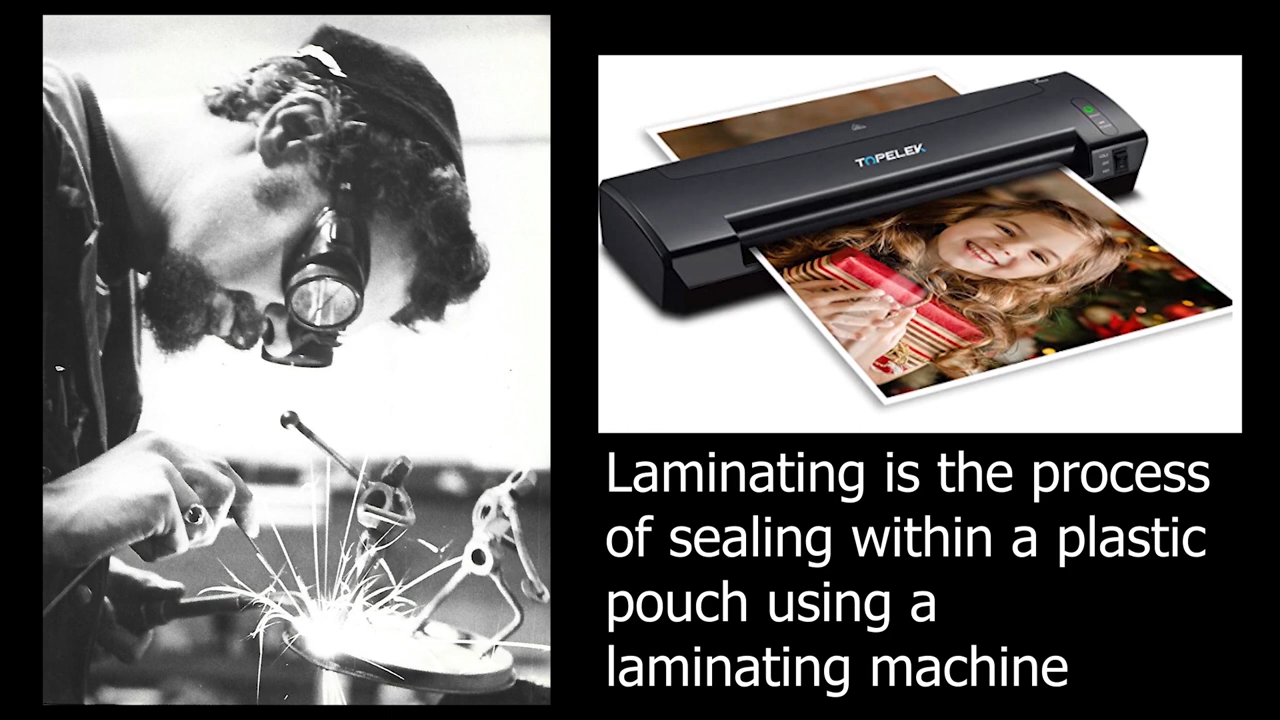 TOPELEK
Laminating is the process
of sealing within a plastic
pouch using a
laminating machine